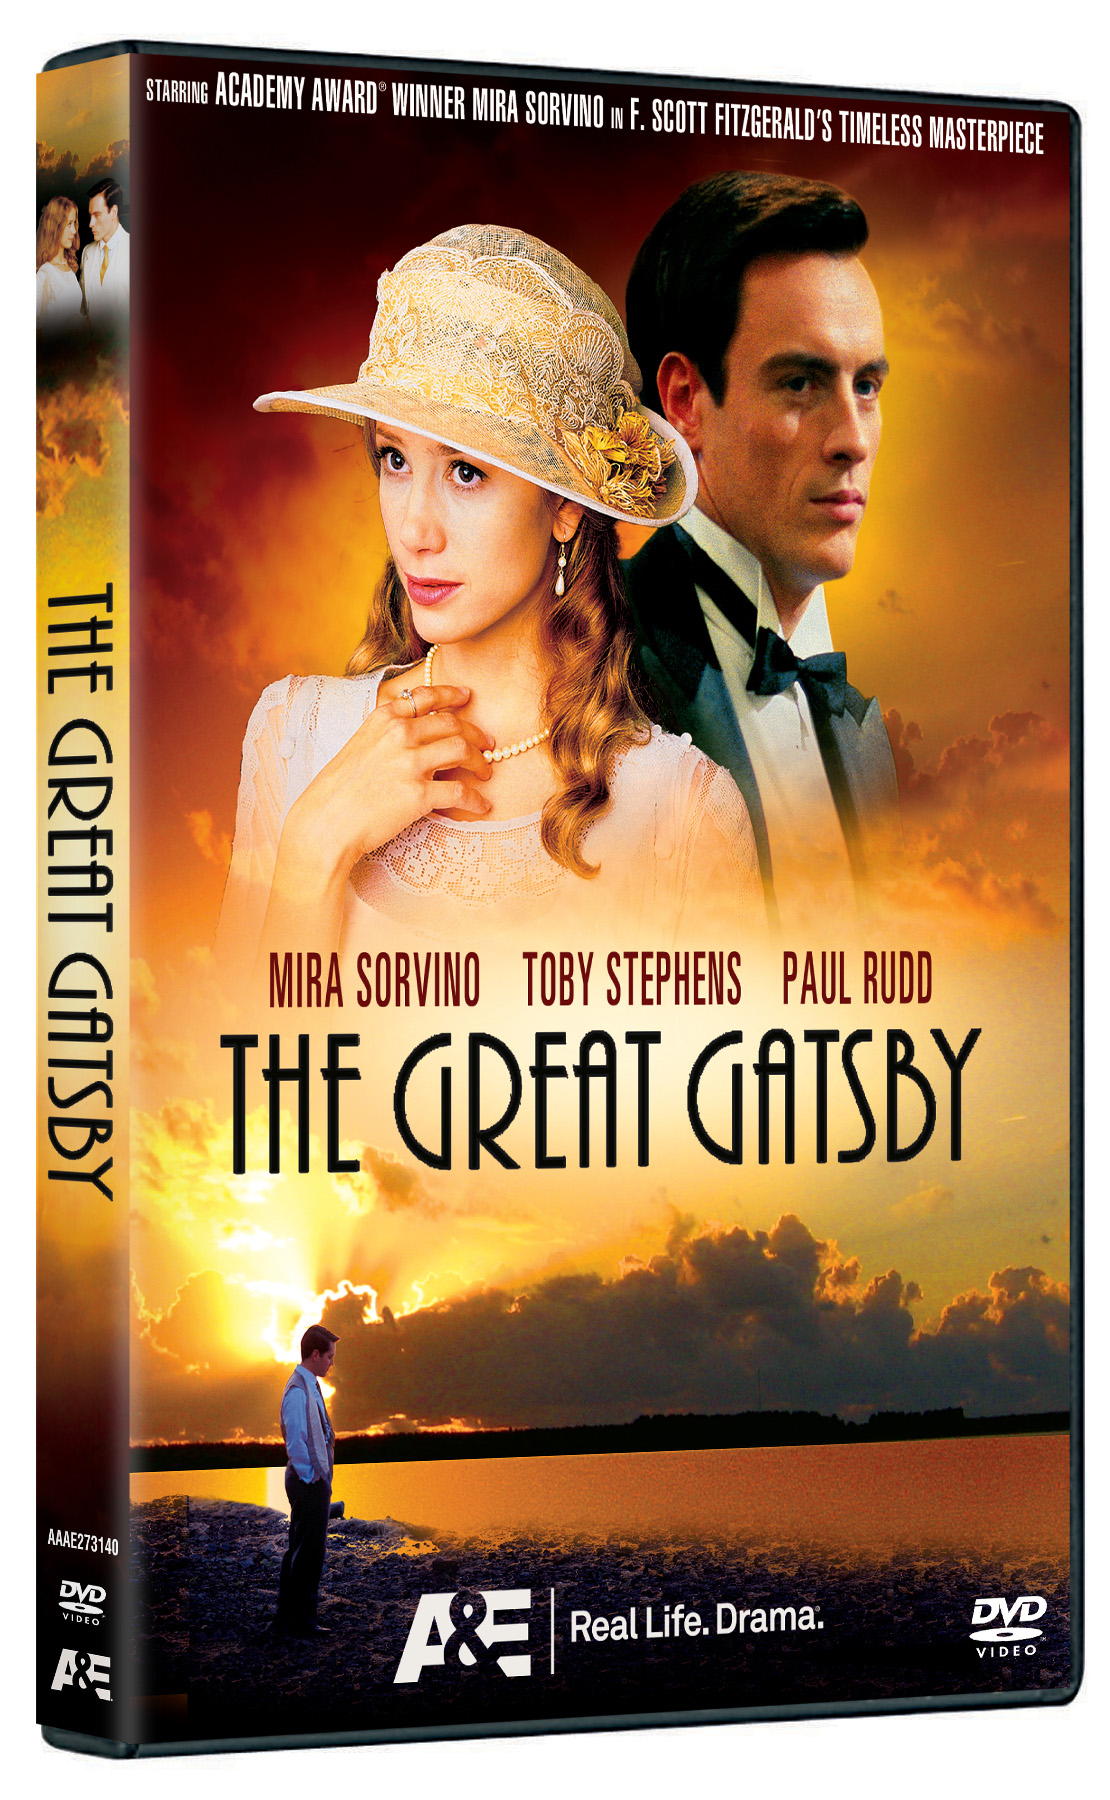 STARRING ACADEMY AWARD® WINNER MIRA SORVINO IN F. SCOTT FITZGERALD'S TIMELESS MASTERPIECE
MIRA SORVINO TOBY STEPHENS PAUL RUDD
THE GREAT GATSBY
A&E Real Life. Drama.
DVD
VIDEO
THE GREAT GATSBY
AAAE273140
DVD
VIDEO
A&E